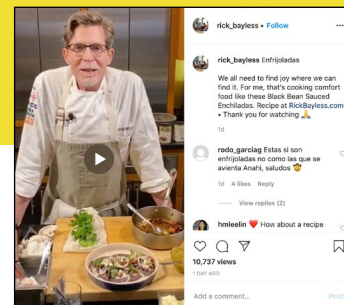 rick_bayless • Follow
...
rick_bayless Enfrijoladas
We all need to find joy where we can
find it. For me, that's cooking comfort
food like these Black Bean Sauced
Enchiladas. Recipe at RickBayless.com
• Thank you for watching 🙏
1d
rodo_garciag Estas si son
enfrijoladas no como las que se
avienta Anahi, saludos 🤠
1d 4 likes Reply
View replies (2)
hmleelin ❤️ How about a recipe
10,737 views
1 DAY AGO
Add a comment...
Post